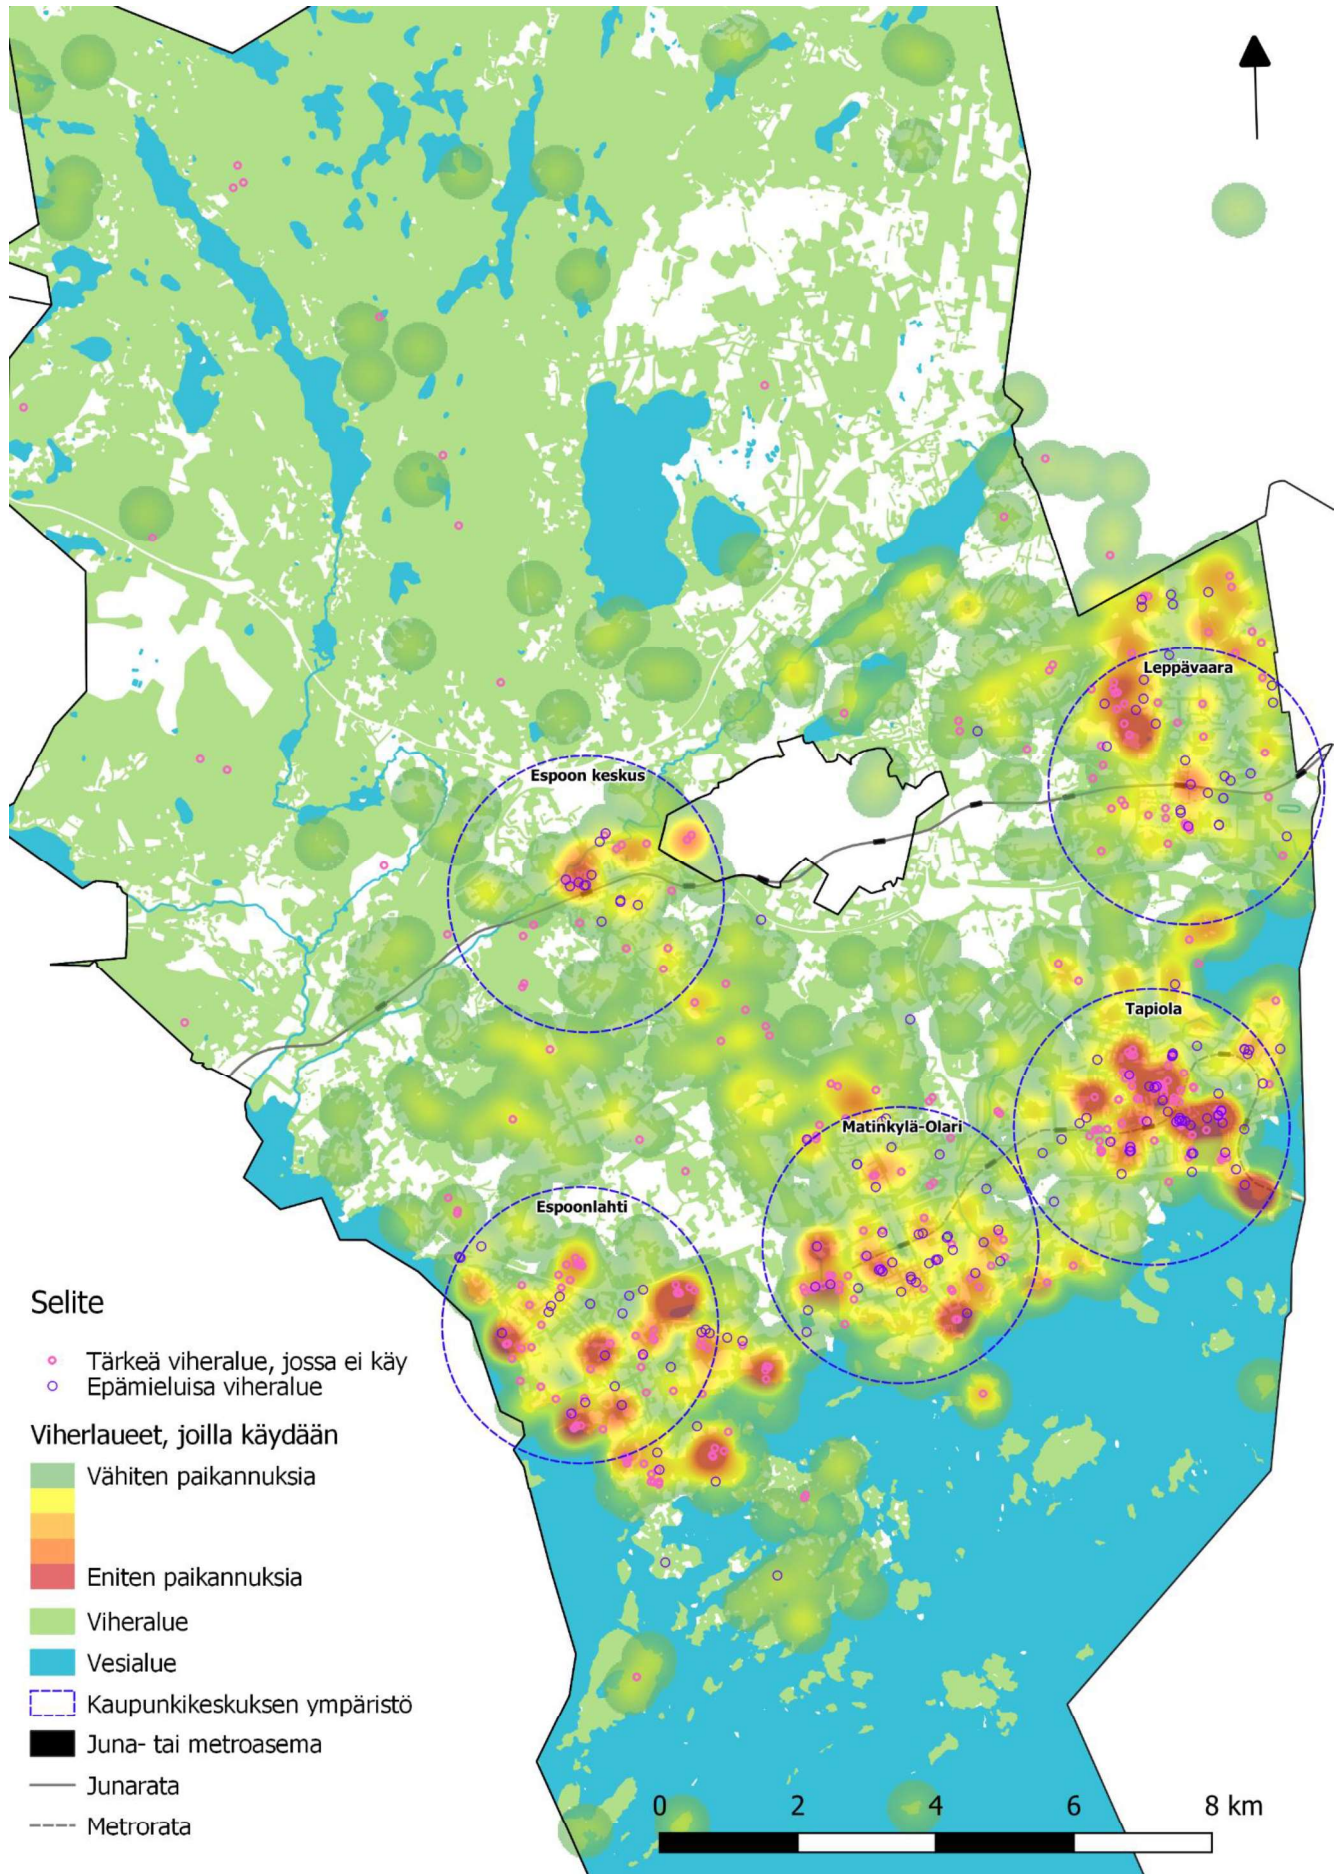 Leppävaara
Espoon keskus
Tapiola
Matinkylä-Olari
Espoonlahti
Selite
Tärkeä viheralue, jossa ei käy
Epämieluisa viheralue
Viherlaueet, joilla käydään
Vähiten paikannuksia
Eniten paikannuksia
Viheralue
Vesialue
Kaupunkikeskuksen ympäristö
Juna- tai metroasema
Junarata
Metrorata
0 2 4 6 8 km